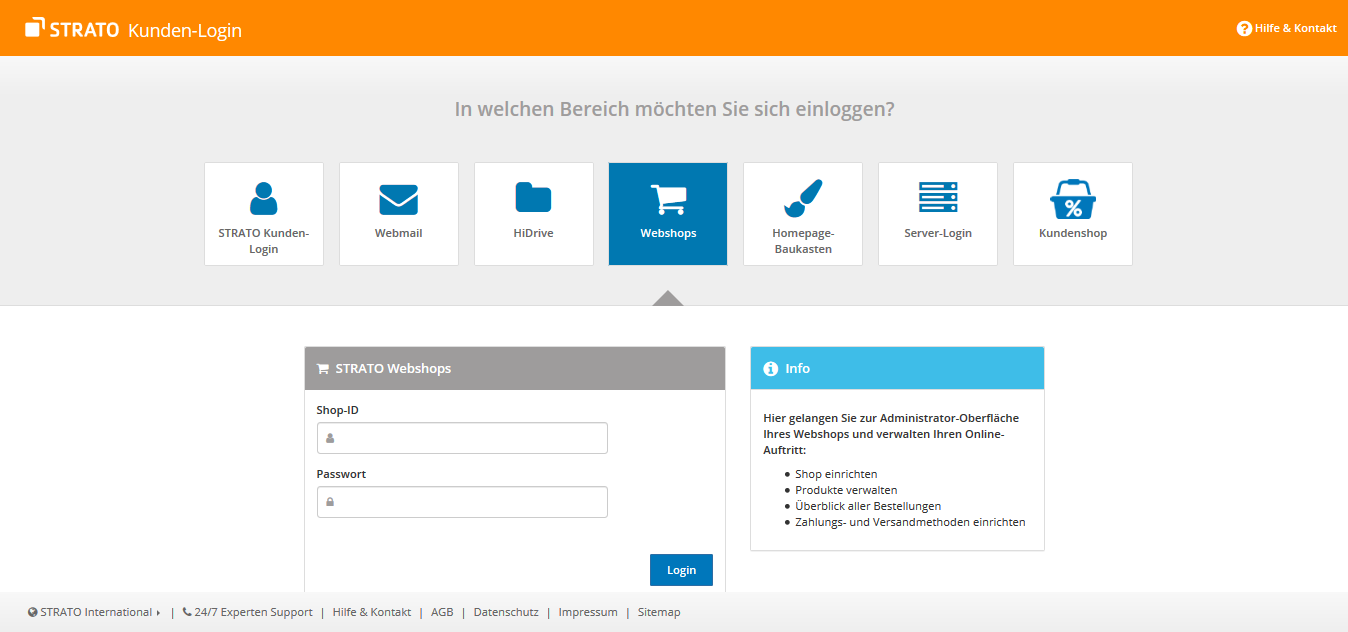 STRATO Kunden-Login
Hilfe & Kontakt
In welchen Bereich möchten Sie sich einloggen?
STRATO Kunden-
Login
Webmail
HiDrive
Webshops
Homepage-
Baukasten
Server-Login
%
Kundenshop
STRATO Webshops
Shop-ID
Passwort
Login
Info
Hier gelangen Sie zur Administrator-Oberfläche
Ihres Webshops und verwalten Ihren Online-
Auftritt:
• Shop einrichten
• Produkte verwalten
• Überblick aller Bestellungen
• Zahlungs- und Versandmethoden einrichten
STRATO International | 24/7 Experten Support | Hilfe & Kontakt | AGB | Datenschutz | Impressum | Sitemap